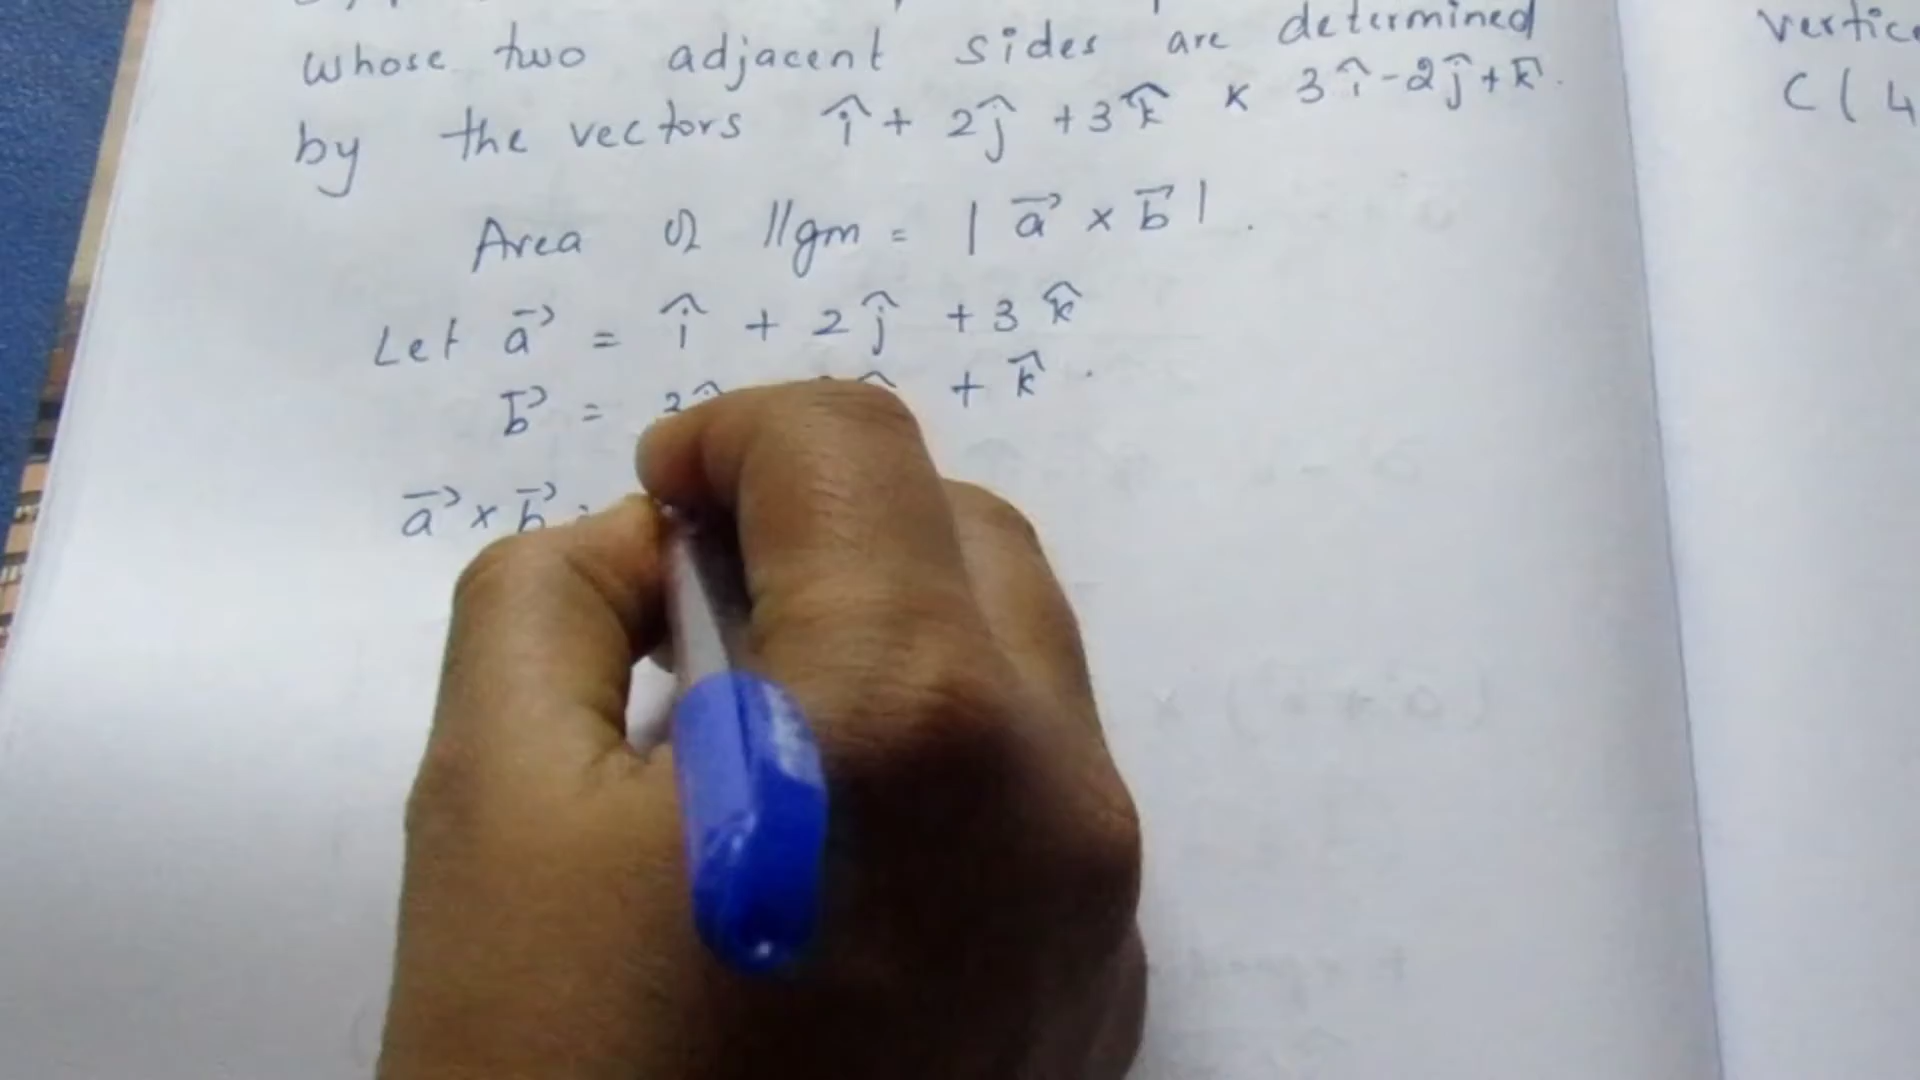 whose two adjacent sides are determined
by the vectors î + 2ĵ + 3k̂ x 3î - 2ĵ + k̂.
Area of ||gm = | a⃗ × b⃗ |.
Let a⃗ = î + 2ĵ + 3k̂
b⃗ = 3î + k̂.
a⃗ × b⃗ =
C( 4